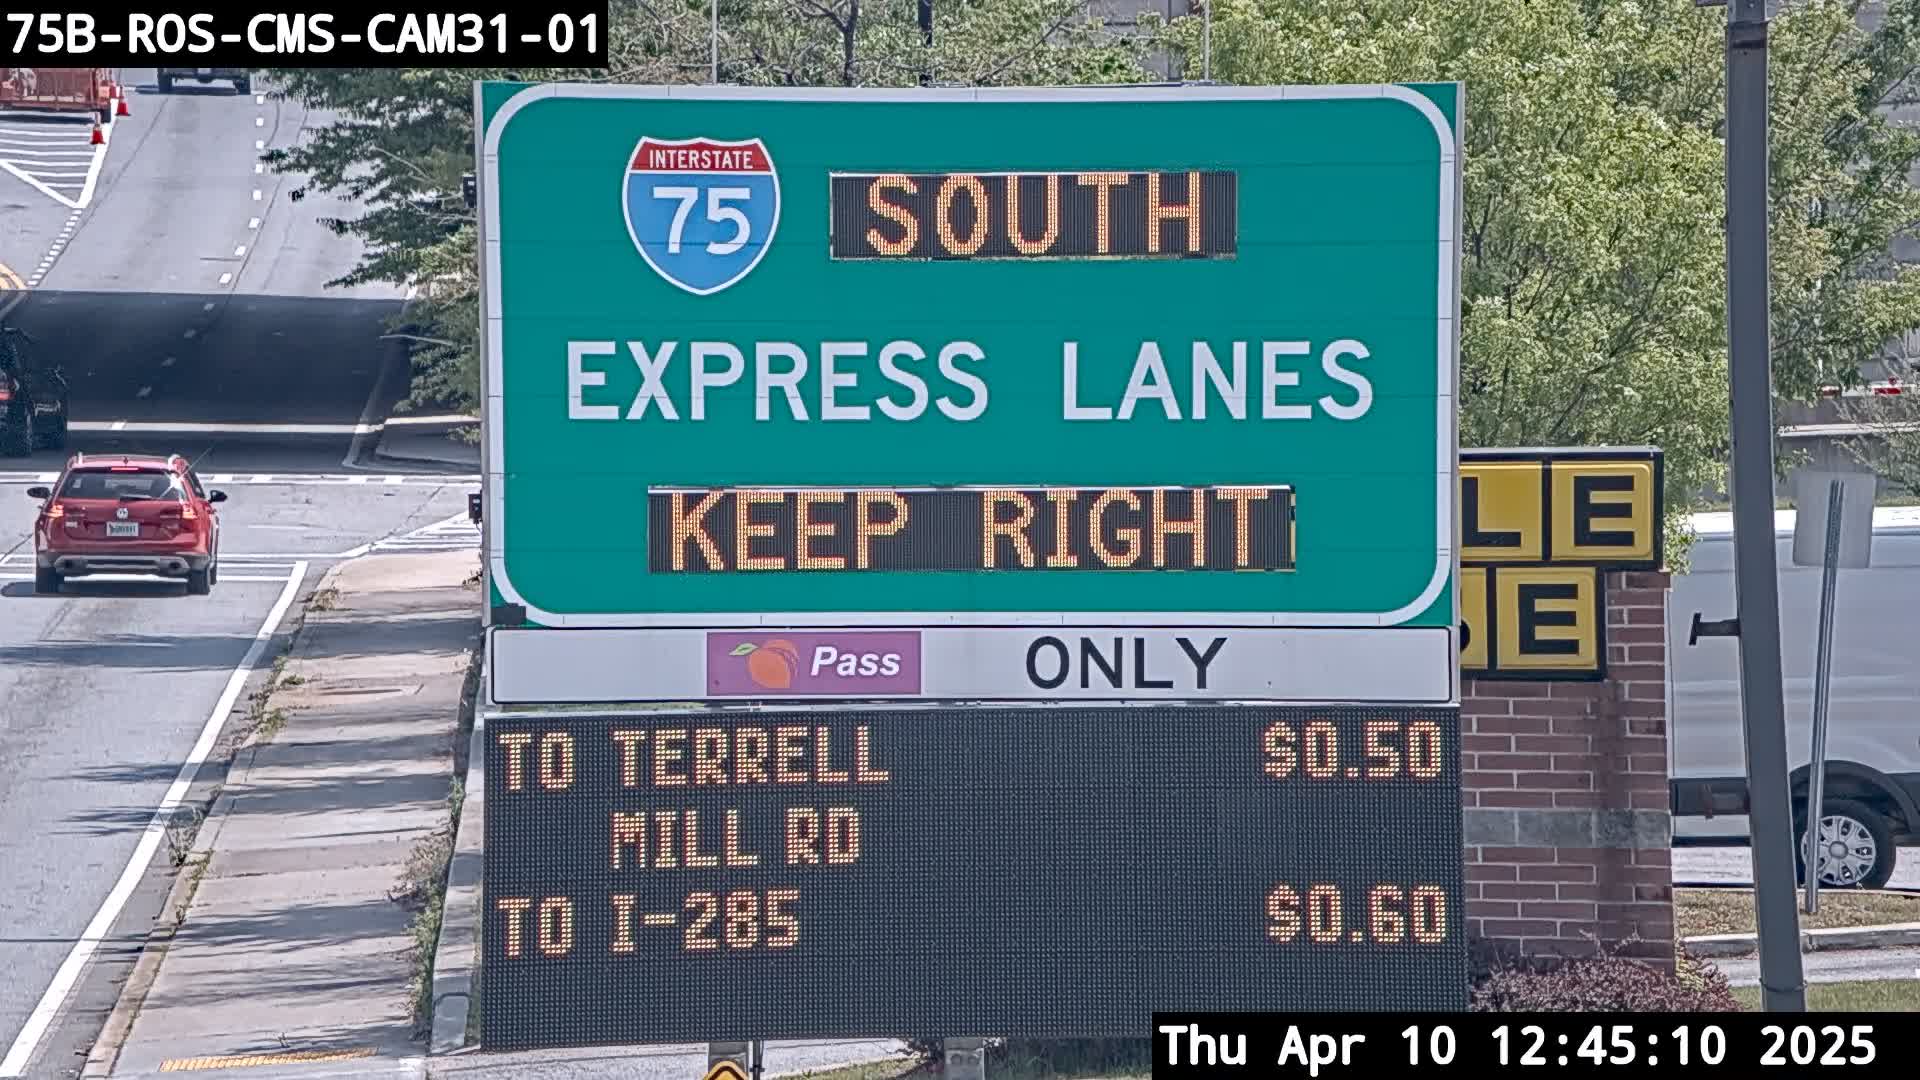 75B-ROS-CMS-CAM31-01
INTERSTATE
75
SOUTH
EXPRESS LANES
KEEP RIGHT
Pass ONLY
TO TERRELL $0.50
MILL RD
TO I-285 $0.60
LE
E
Thu Apr 10 12:45:10 2025